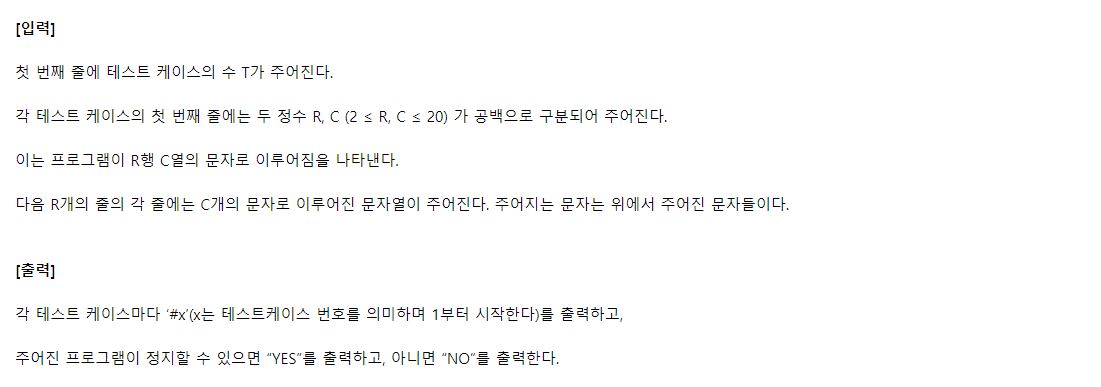 [입력]
첫 번째 줄에 테스트 케이스의 수 T가 주어진다.
각 테스트 케이스의 첫 번째 줄에는 두 정수 R, C (2 ≤ R, C ≤ 20) 가 공백으로 구분되어 주어진다.
이는 프로그램이 R행 C열의 문자로 이루어짐을 나타낸다.
다음 R개의 줄의 각 줄에는 C개의 문자로 이루어진 문자열이 주어진다. 주어지는 문자는 위에서 주어진 문자들이다.
[출력]
각 테스트 케이스마다 ‘#x’(x는 테스트케이스 번호를 의미하며 1부터 시작한다)를 출력하고,
주어진 프로그램이 정지할 수 있으면 “YES”를 출력하고, 아니면 “NO”를 출력한다.